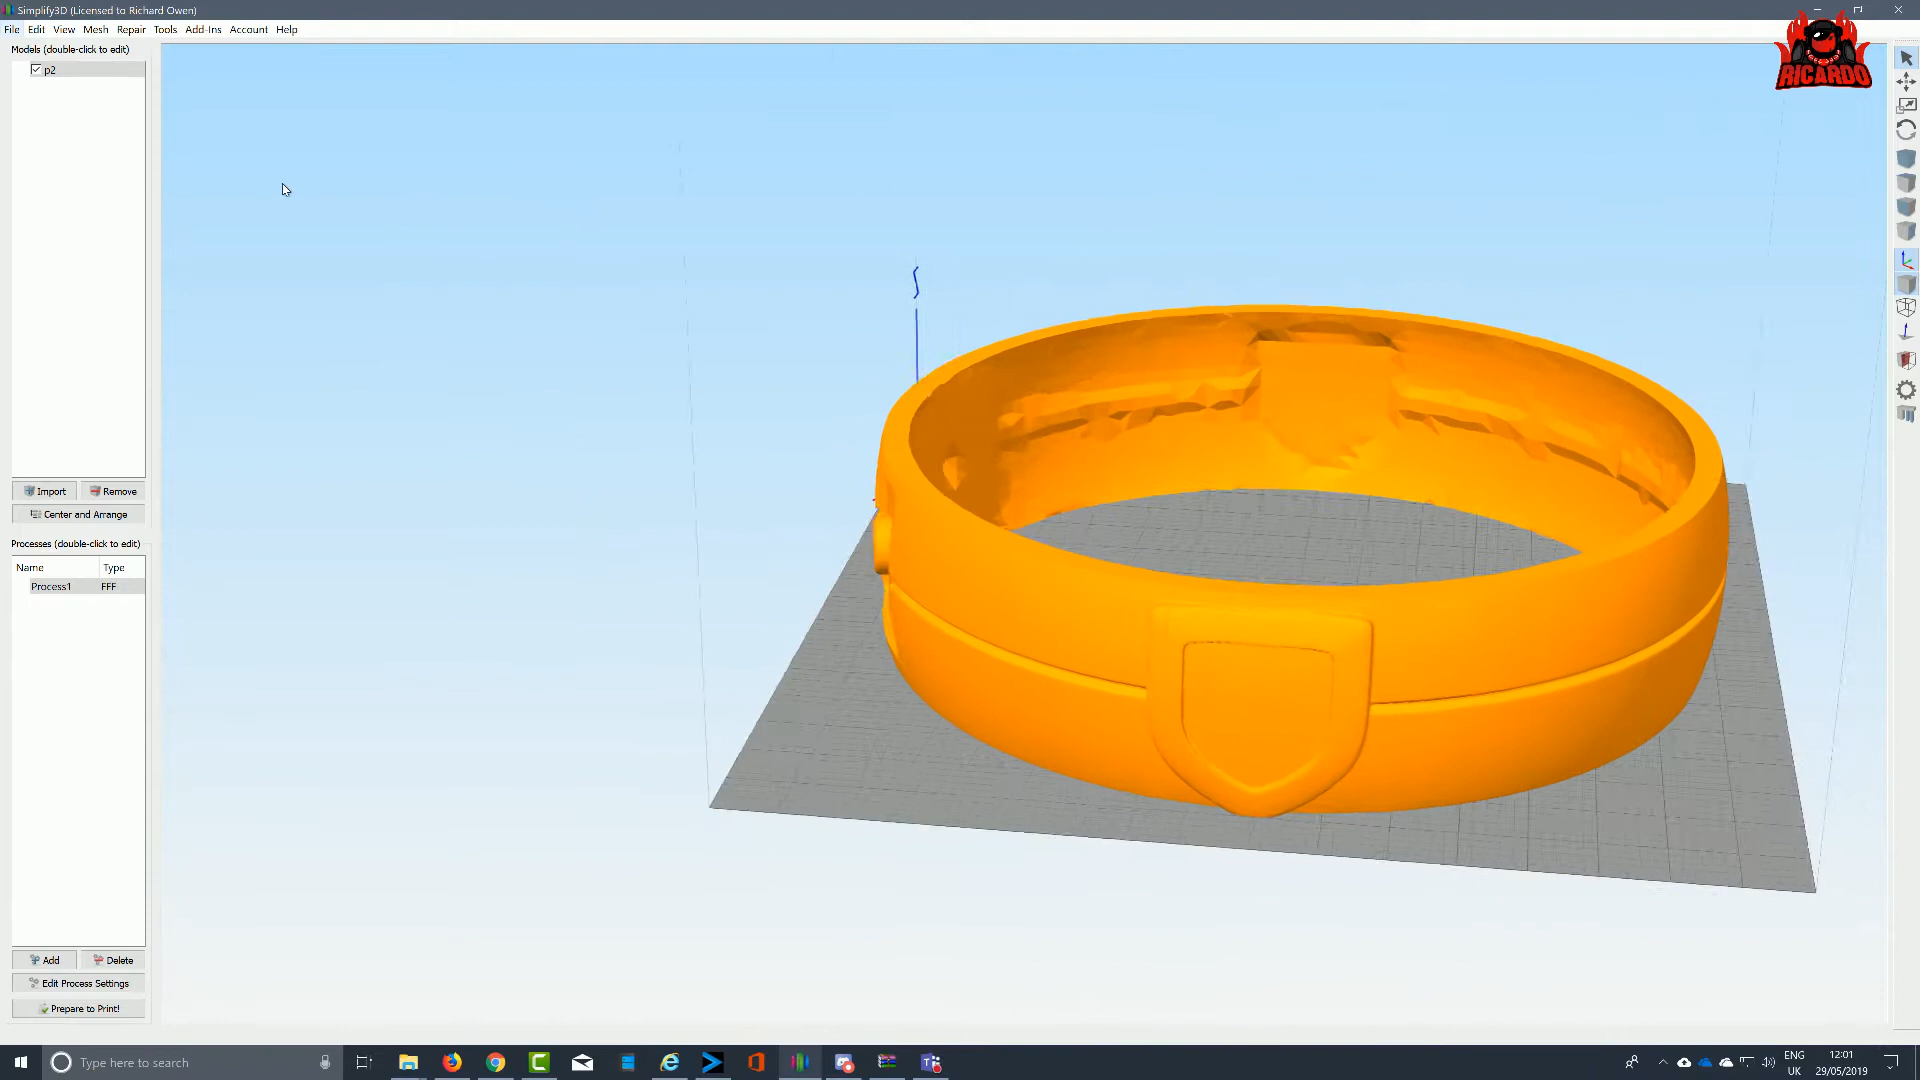 Simplify3D (Licensed to Richard Owen)
File Edit View Mesh Repair Tools Add-Ins Account Help
RICARDO
Models (double-click to edit)
p2
Import Remove
Center and Arrange
Processes (double-click to edit)
Name Type
Process1 FFF
Add Delete
Edit Process Settings
Prepare to Print!
Type here to search
ENG
UK
12:01
29/05/2019